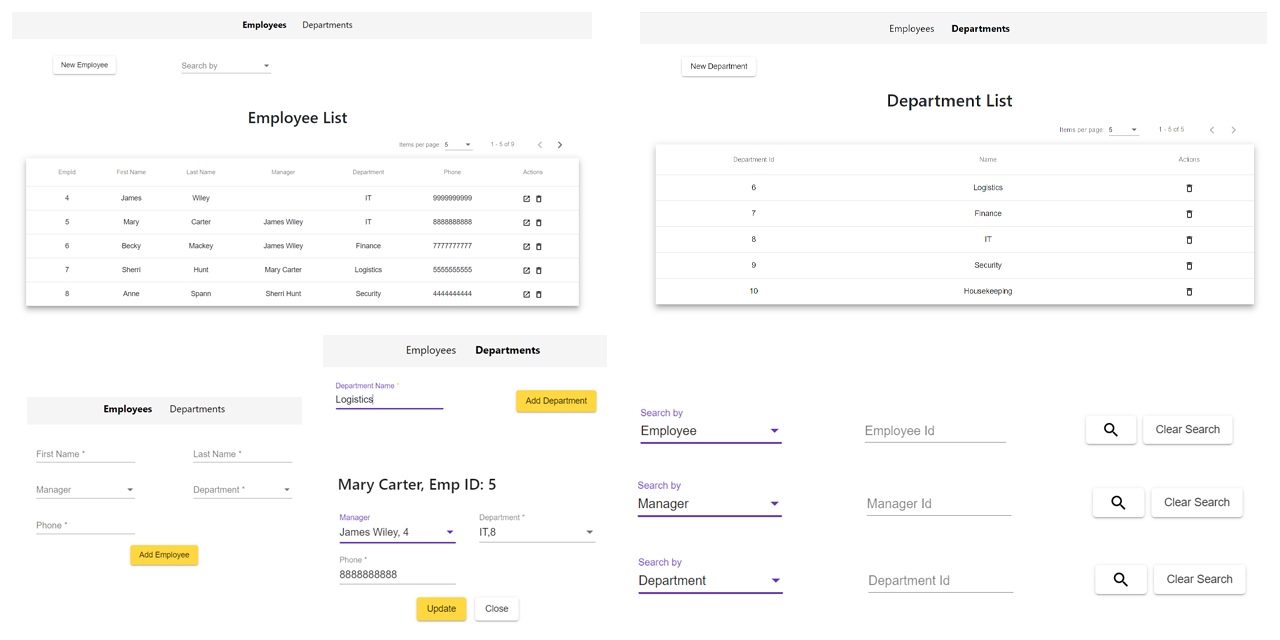 Employees Departments
New Employee Search by
Employee List
Items per page: 5 1 - 5 of 9
EmpId First Name Last Name Manager Department Phone Actions
4 James Wiley IT 9999999999
5 Mary Carter James Wiley IT 8888888888
6 Becky Mackey James Wiley Finance 7777777777
7 Sherri Hunt Mary Carter Logistics 5555555555
8 Anne Spann Sherri Hunt Security 4444444444
Employees Departments
New Department
Department List
Items per page: 5 1 - 5 of 5
Department Id Name Actions
6 Logistics
7 Finance
8 IT
9 Security
10 Housekeeping
Employees Departments
First Name * Last Name *
Manager Department *
Phone *
Add Employee
Employees Departments
Department Name *
Logistics Add Department
Mary Carter, Emp ID: 5
Manager Department *
James Wiley, 4 IT,8
Phone *
8888888888
Update Close
Search by
Employee Employee Id Clear Search
Search by
Manager Manager Id Clear Search
Search by
Department Department Id Clear Search